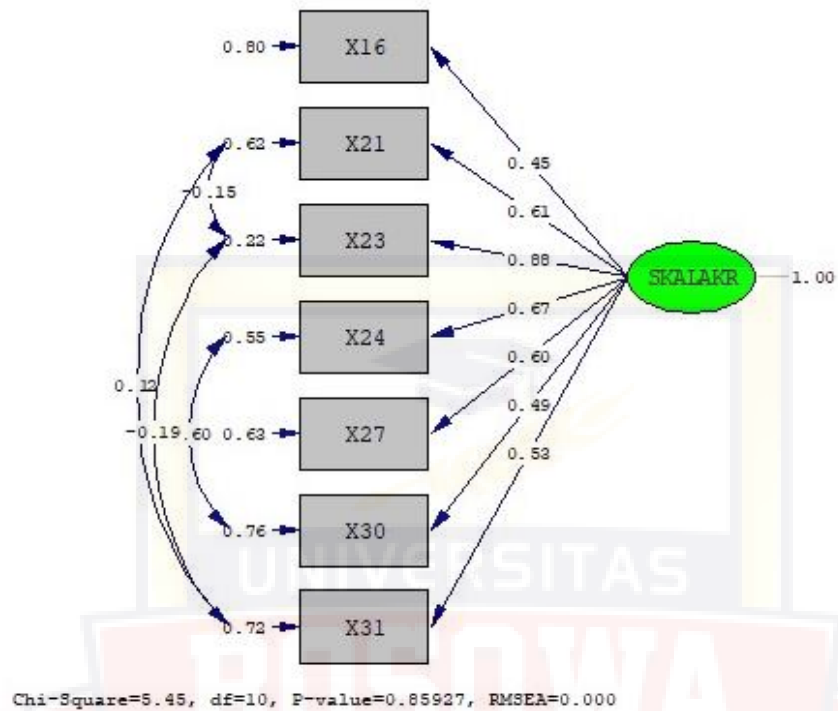 0.80 X16
0.45
0.62 X21
-0.15
0.61
0.22 X23
0.88
SKALAKR 1.00
0.67
0.55 X24
0.60
0.12
0.49
-0.19 .60 0.63 X27
0.53
0.76 X30
UNIVERSITAS
0.72 X31
BOSOWA
Chi-Square=5.45, df=10, P-value=0.85927, RMSEA=0.000